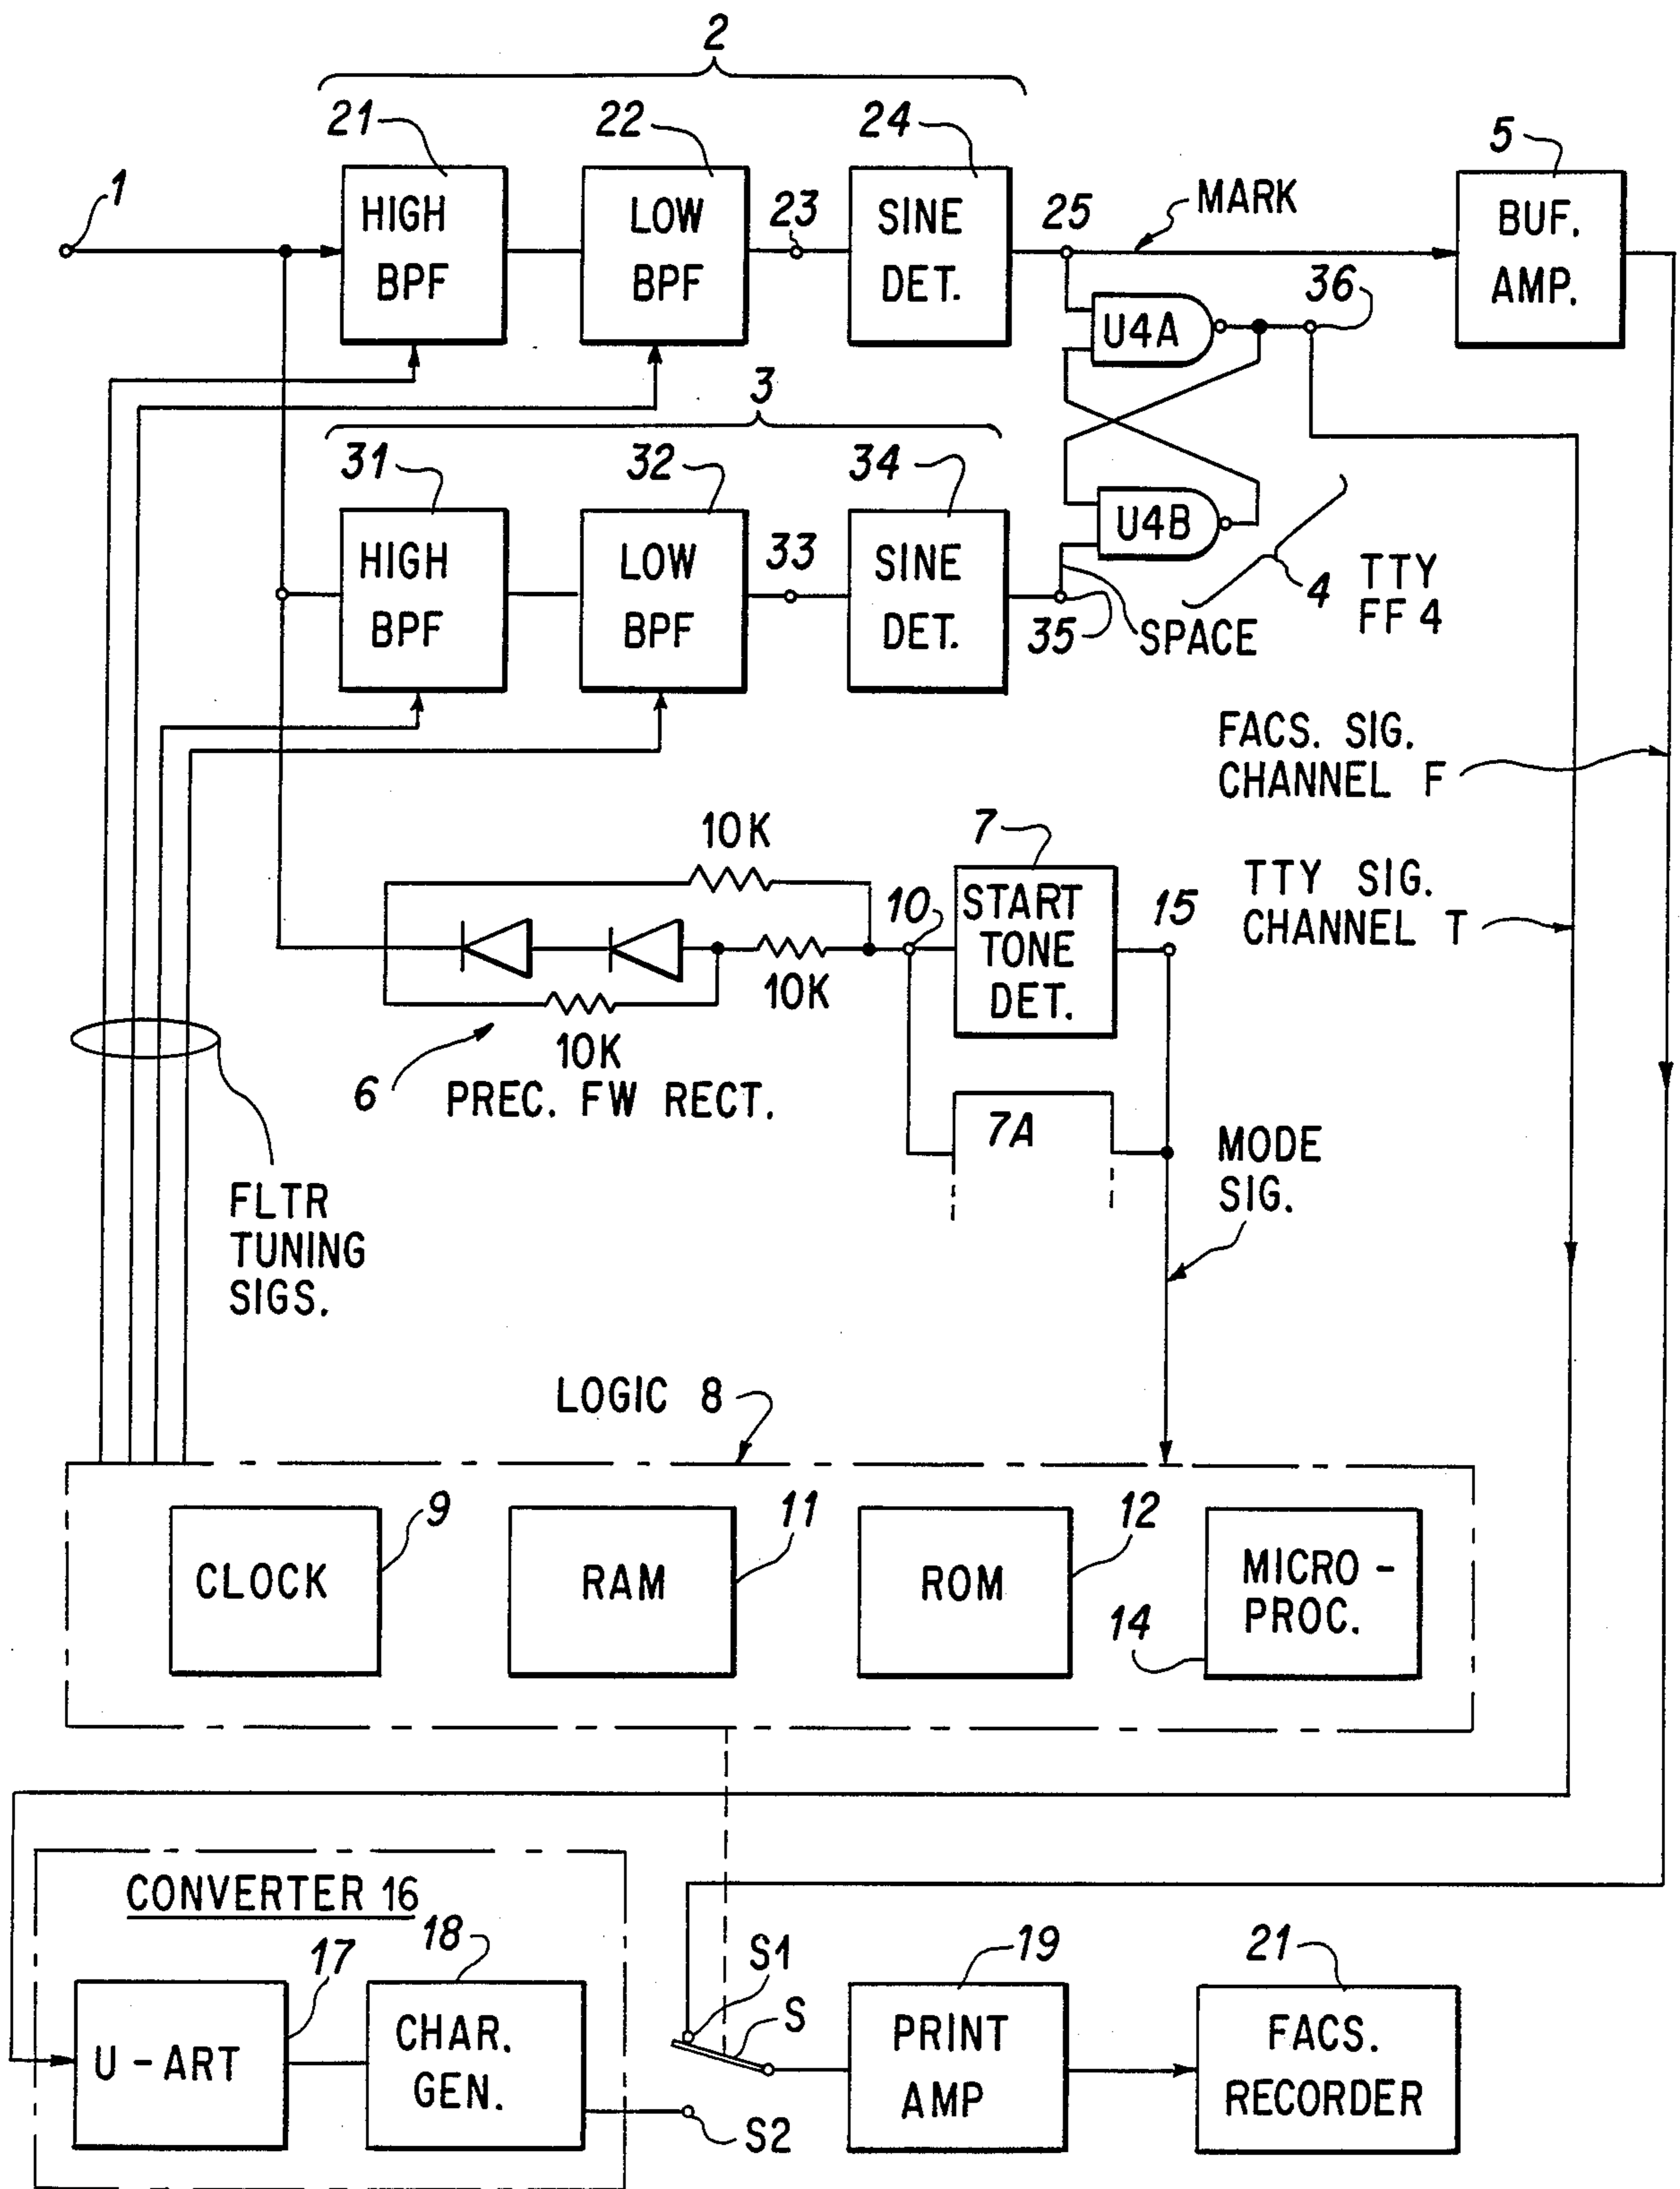 2
21
22
24
5
1
HIGH
BPF
LOW
BPF
23
SINE
DET.
25
MARK
BUF.
AMP.
U4A
36
3
31
32
34
HIGH
BPF
LOW
BPF
33
SINE
DET.
U4B
35
SPACE
4
TTY
FF 4
FACS. SIG.
CHANNEL F
10K
7
10
START
TONE
DET.
15
TTY SIG.
CHANNEL T
10K
10K
6
PREC. FW RECT.
7A
MODE
SIG.
FLTR
TUNING
SIGS.
LOGIC 8
9
11
12
CLOCK
RAM
ROM
MICRO -
PROC.
14
CONVERTER 16
17
18
S1
S
19
21
U - ART
CHAR.
GEN.
PRINT
AMP
FACS.
RECORDER
S2